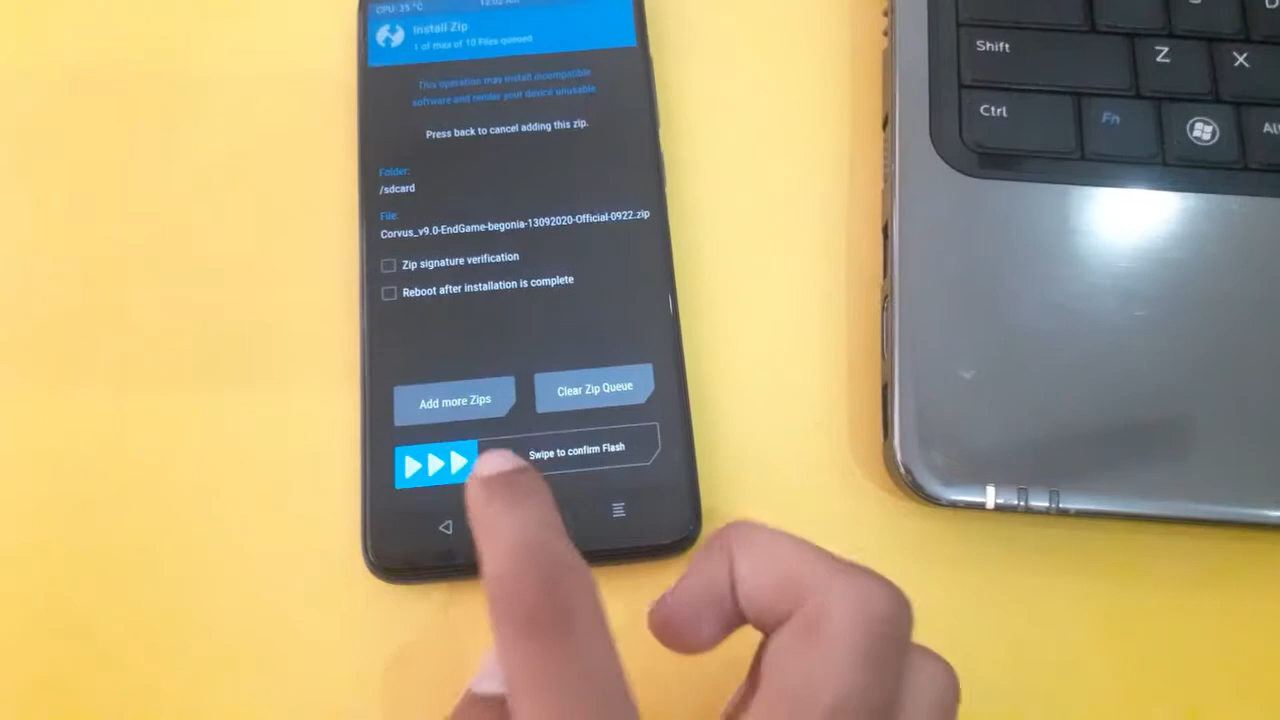 CPU: 35 °C
Install Zip
1 of max of 10 Files queued
This operation may install incompatible
software and render your device unusable
Press back to cancel adding this zip.
Folder:
/sdcard
File:
Corvus_v9.0-EndGame-begonia-13092020-Official-0922.zip
Zip signature verification
Reboot after installation is complete
Add more Zips
Clear Zip Queue
Swipe to confirm Flash
Shift
Z
X
Ctrl
Fn